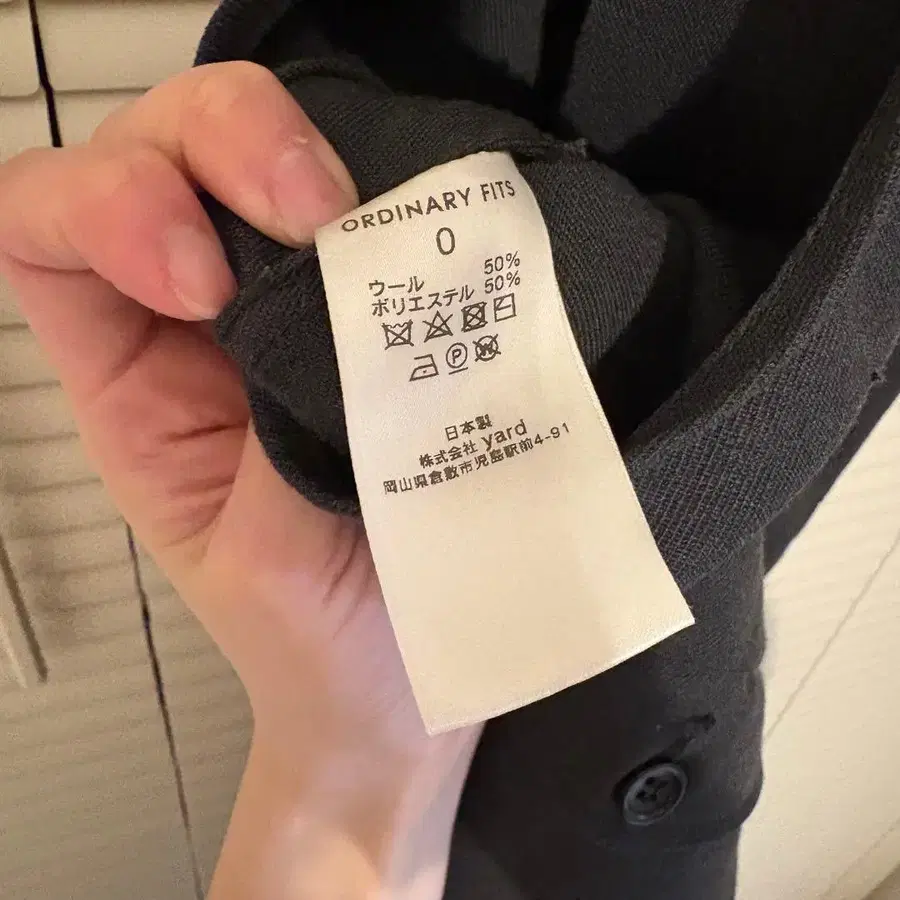 ORDINARY FITS
0
ウール 50%
ポリエステル 50%
P
W
日本製
株式会社 yard
岡山県倉敷市児島駅前4-91